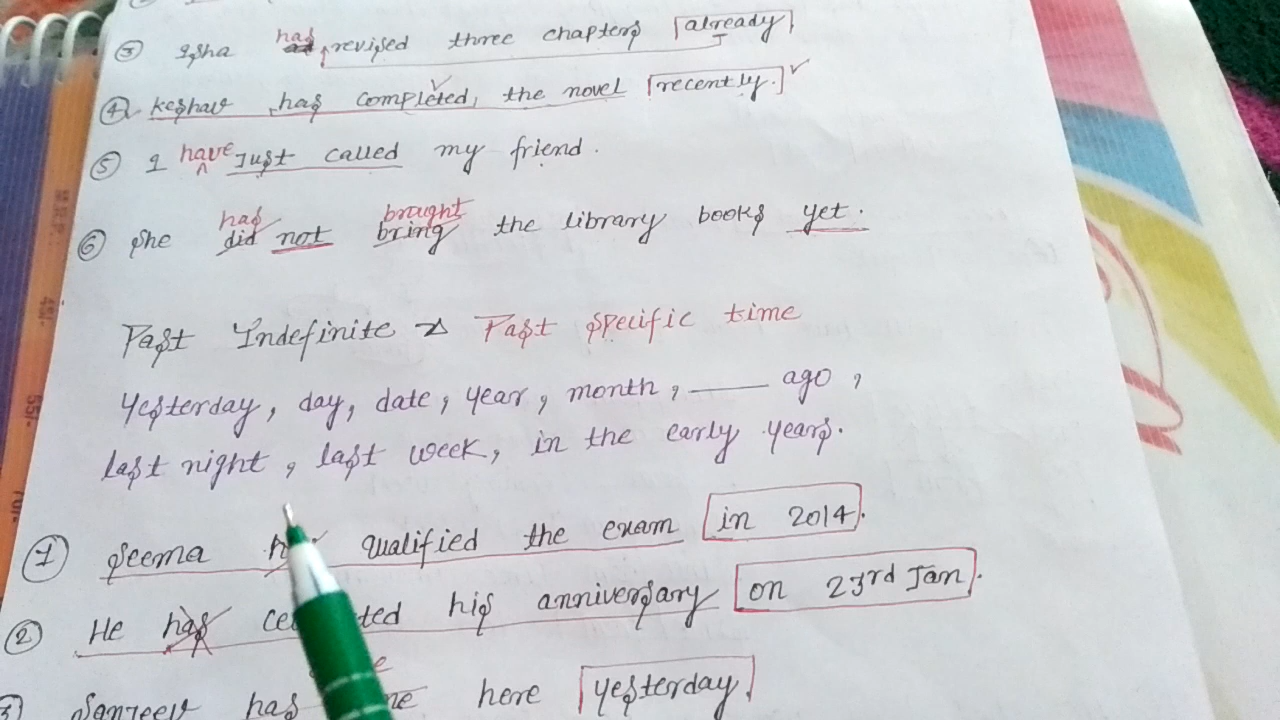 ③ Isha has revised three chapters already
④ Keshav has completed, the novel recently.
⑤ I have Just called my friend.
has brought
⑥ She did not bring the library books yet.
Past Indefinite → Past specific time
Yesterday, day, date, year, month, ___ ago,
last night, last week, in the early years.
① Seema qualified the exam in 2014.
② He has his anniversary on 23rd Jan.
Sanjeev has here yesterday.